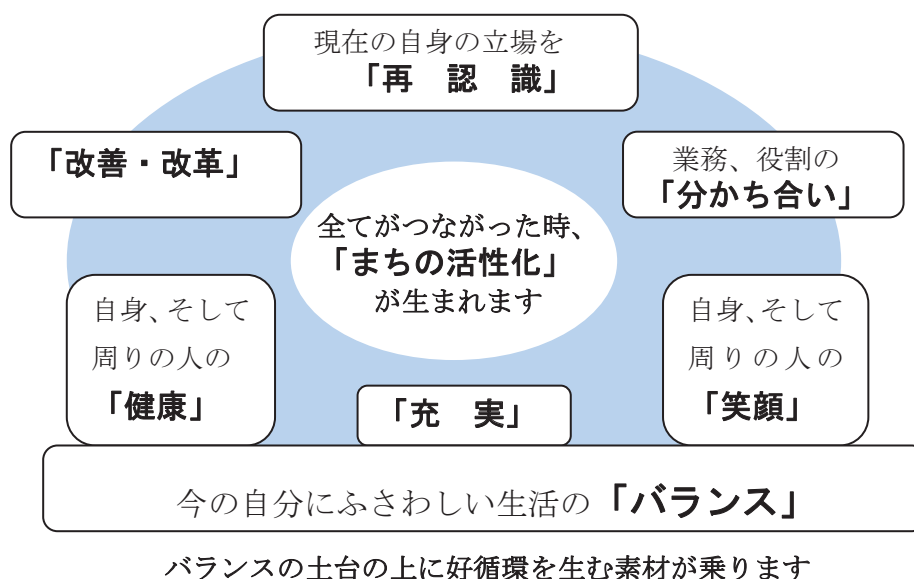 現在の自身の立場を
「再　認　識」
「改善・改革」
業務、役割の
「分かち合い」
全てがつながった時、
「まちの活性化」
が生まれます
自身、そして
周りの人の
「健康」
自身、そして
周りの人の
「笑顔」
「充　実」
今の自分にふさわしい生活の「バランス」
バランスの土台の上に好循環を生む素材が乗ります